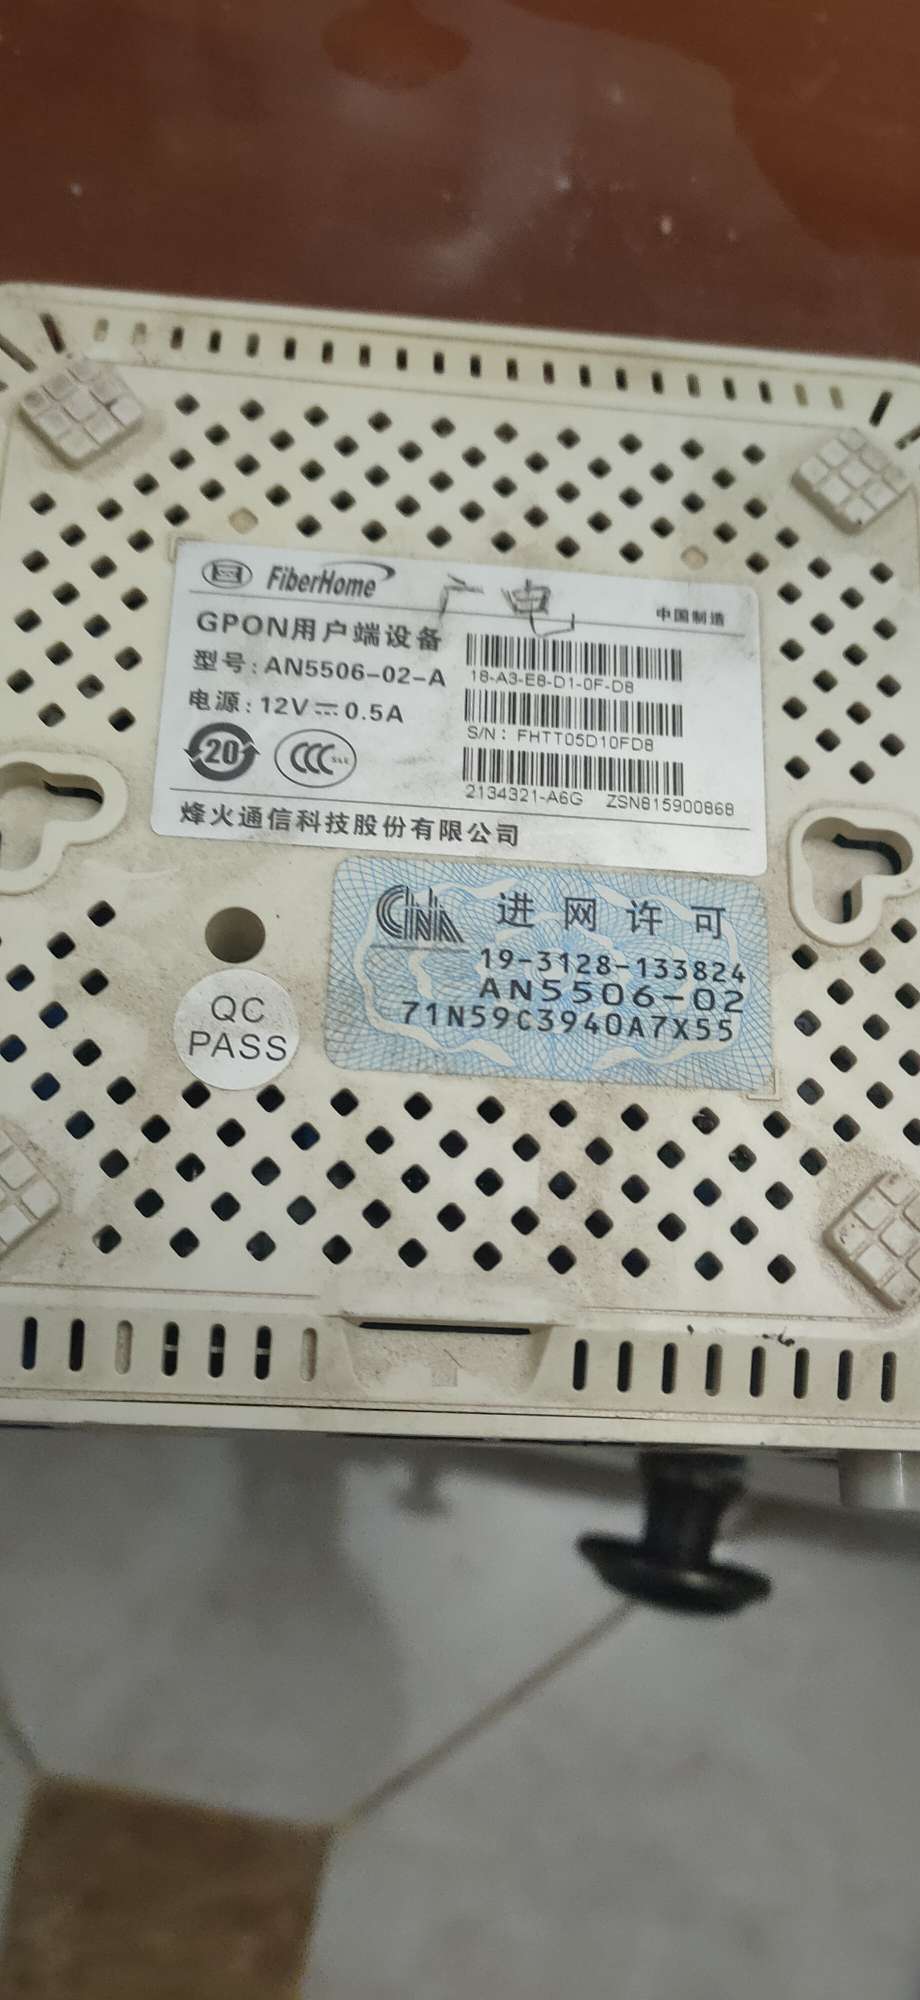 FiberHome 广电 中国制造
GPON用户端设备
型号: AN5506-02-A
18-A3-E8-D1-0F-D8
电源: 12V 0.5A
S/N: FHTT05D10FD8
20 CCC S&E
2134321-A6G ZSN815900868
烽火通信科技股份有限公司
CNA 进网许可
19-3128-133824
AN5506-02
71N59C3940A7X55
QC
PASS